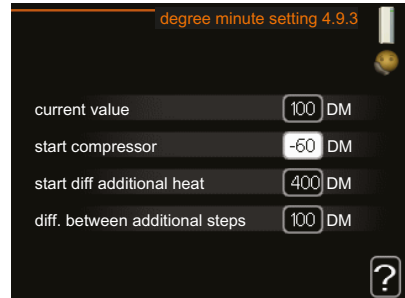 degree minute setting 4.9.3
current value 100 DM
start compressor -60 DM
start diff additional heat 400 DM
diff. between additional steps 100 DM
?